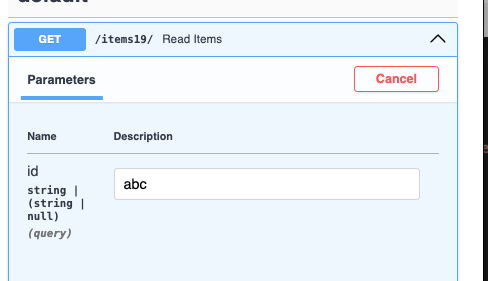 default
GET /items19/ Read Items
Parameters
Cancel
Name Description
id
string |
(string |
null)
(query)
abc